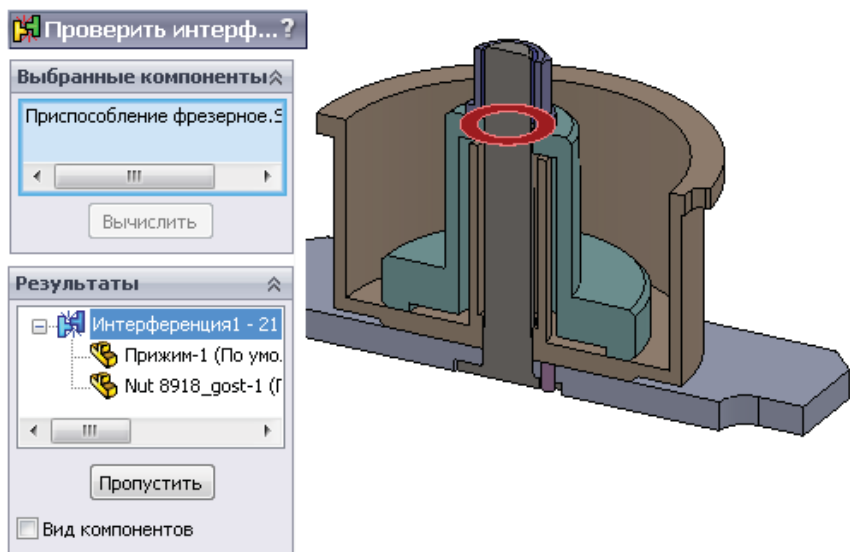 Проверить интерф...?
Выбранные компоненты
Приспособление фрезерное.S
Вычислить
Результаты
Интерференция1 - 21
Прижим-1 (По умо.
Nut 8918_gost-1 (Г
Пропустить
Вид компонентов